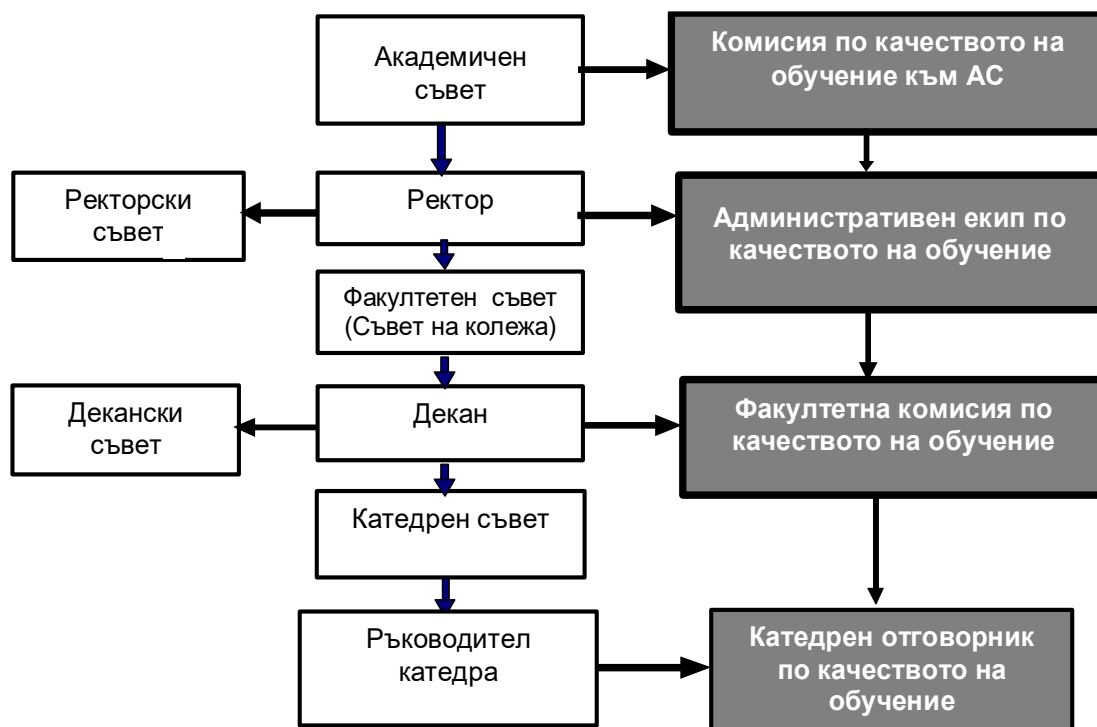 Академичен
съвет
Комисия по качеството на
обучение към АС
Ректорски
съвет
Ректор
Административен екип по
качеството на обучение
Факултетен съвет
(Съвет на колежа)
Декански
съвет
Декан
Факултетна комисия по
качеството на обучение
Катедрен съвет
Ръководител
катедра
Катедрен отговорник
по качеството на
обучение